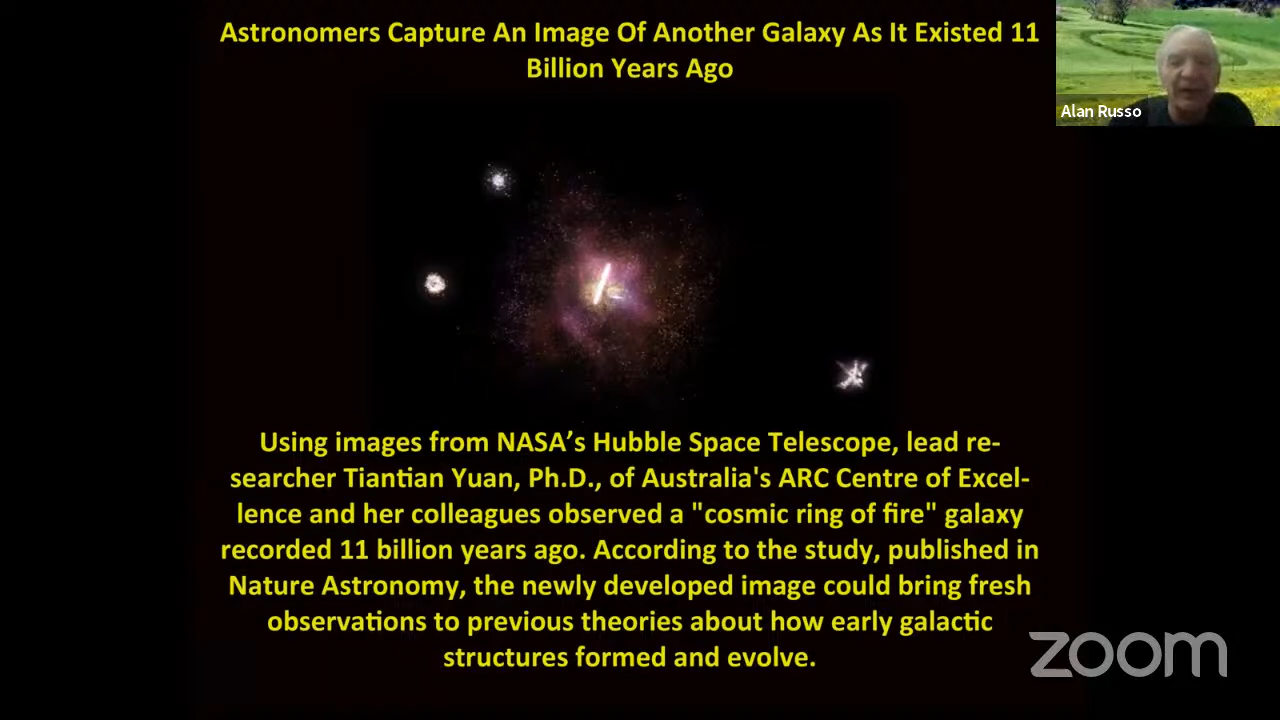 Astronomers Capture An Image Of Another Galaxy As It Existed 11
Billion Years Ago
Alan Russo
Using images from NASA’s Hubble Space Telescope, lead re-
searcher Tiantian Yuan, Ph.D., of Australia's ARC Centre of Excel-
lence and her colleagues observed a "cosmic ring of fire" galaxy
recorded 11 billion years ago. According to the study, published in
Nature Astronomy, the newly developed image could bring fresh
observations to previous theories about how early galactic
structures formed and evolve.
zoom